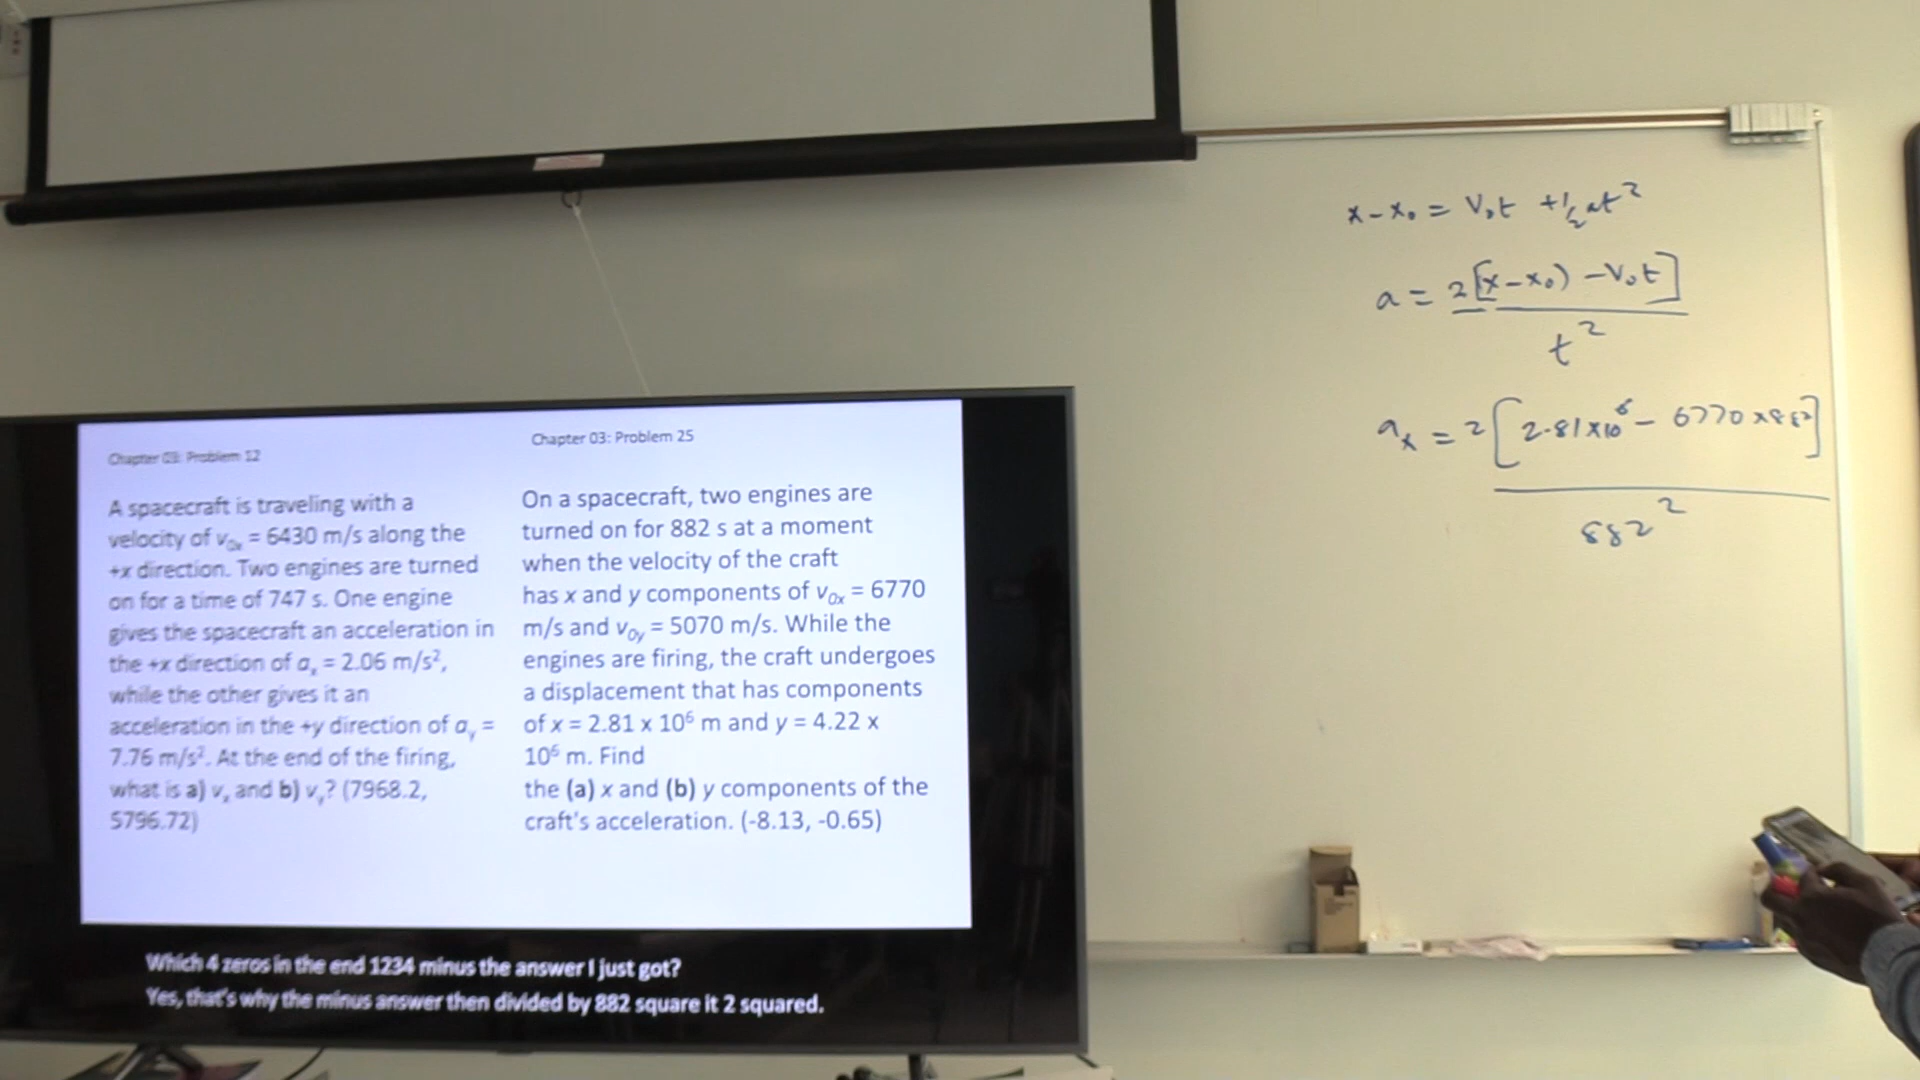 Chapter 03: Problem 12
A spacecraft is traveling with a
velocity of v₀ₓ = 6430 m/s along the
+x direction. Two engines are turned
on for a time of 747 s. One engine
gives the spacecraft an acceleration in
the +x direction of aₓ = 2.06 m/s²,
while the other gives it an
acceleration in the +y direction of a_y =
7.76 m/s². At the end of the firing,
what is a) vₓ and b) v_y? (7968.2,
5796.72)
Chapter 03: Problem 25
On a spacecraft, two engines are
turned on for 882 s at a moment
when the velocity of the craft
has x and y components of v₀ₓ = 6770
m/s and v₀y = 5070 m/s. While the
engines are firing, the craft undergoes
a displacement that has components
of x = 2.81 x 10⁶ m and y = 4.22 x
10⁶ m. Find
the (a) x and (b) y components of the
craft's acceleration. (-8.13, -0.65)
Which 4 zeros in the end 1234 minus the answer I just got?
Yes, that's why the minus answer then divided by 882 square it 2 squared.
x-x₀ = V₀t + ½at²
a = 2[(x-x₀) - V₀t]
t²
aₓ = 2[2.81x10⁶ - 6770x882]
882²